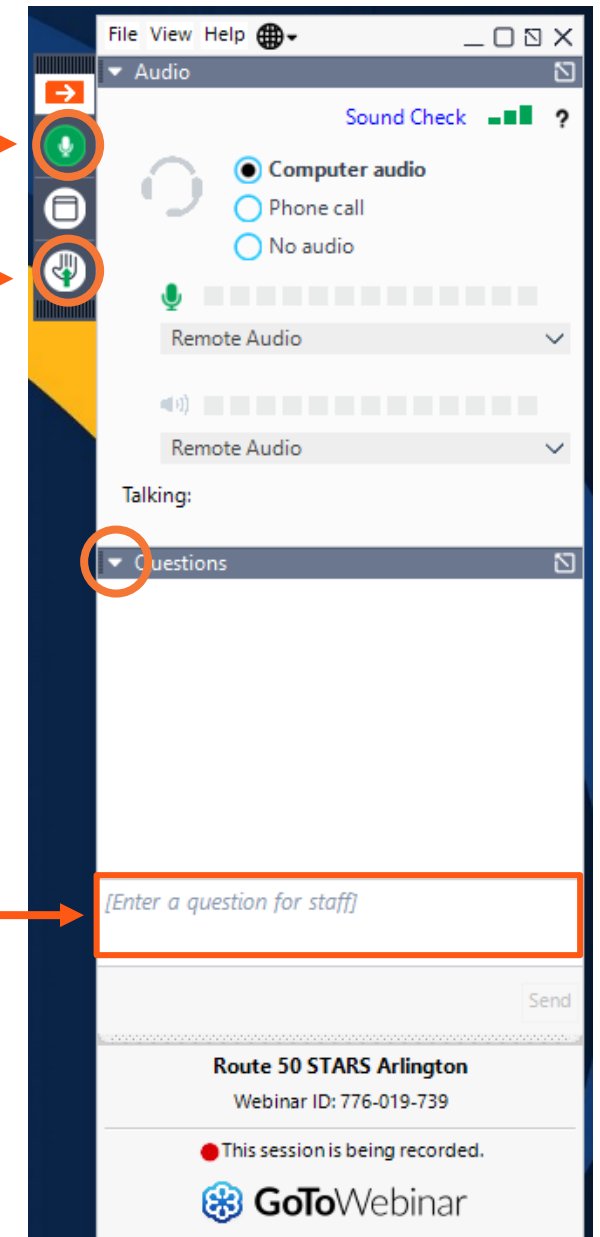 File View Help
Audio
Sound Check ?
Computer audio
Phone call
No audio
Remote Audio
Remote Audio
Talking:
Questions
[Enter a question for staff]
Send
Route 50 STARS Arlington
Webinar ID: 776-019-739
This session is being recorded.
GoToWebinar